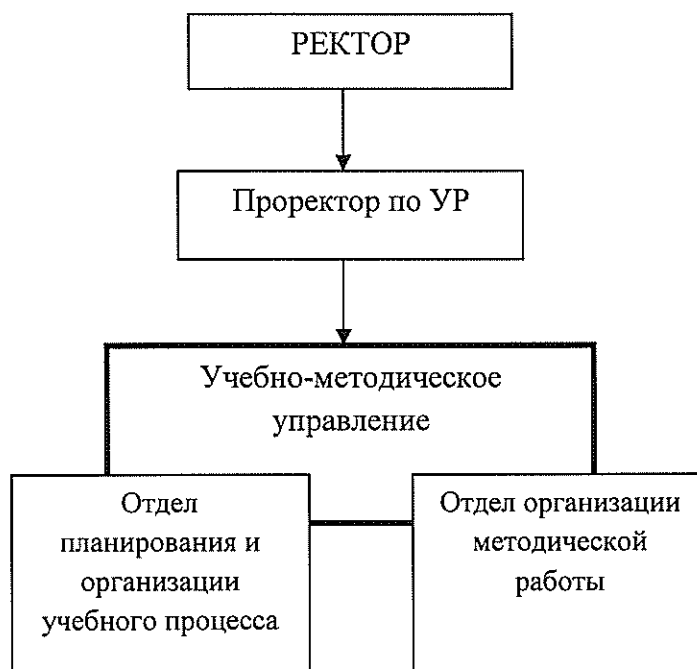 РЕКТОР
Проректор по УР
Учебно-методическое
управление
Отдел
планирования и
организации
учебного процесса
Отдел организации
методической
работы